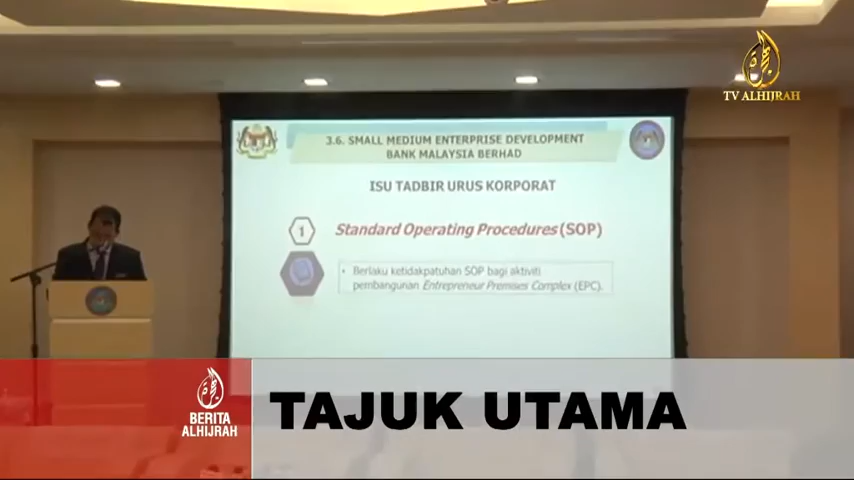 TV ALHIJRAH
3.6. SMALL MEDIUM ENTERPRISE DEVELOPMENT
BANK MALAYSIA BERHAD
ISU TADBIR URUS KORPORAT
1
Standard Operating Procedures (SOP)
• Berlaku ketidakpatuhan SOP bagi aktiviti
pembangunan Entrepreneur Premises Complex (EPC).
BERITA
ALHIJRAH
TAJUK UTAMA